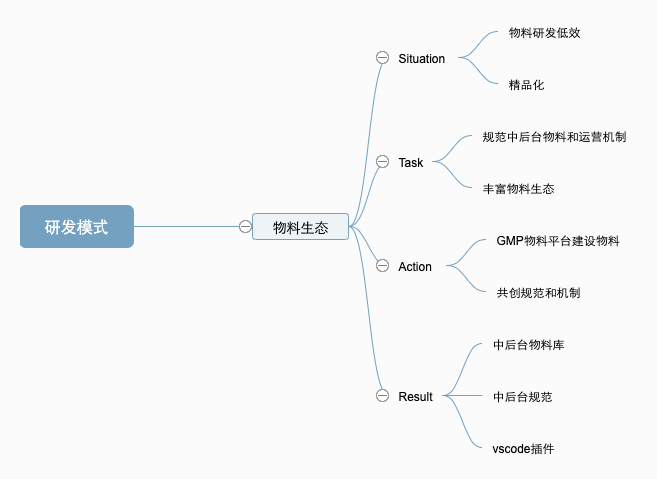 研发模式
物料生态
Situation
物料研发低效
精品化
Task
规范中后台物料和运营机制
丰富物料生态
Action
GMP物料平台建设物料
共创规范和机制
Result
中后台物料库
中后台规范
vscode插件